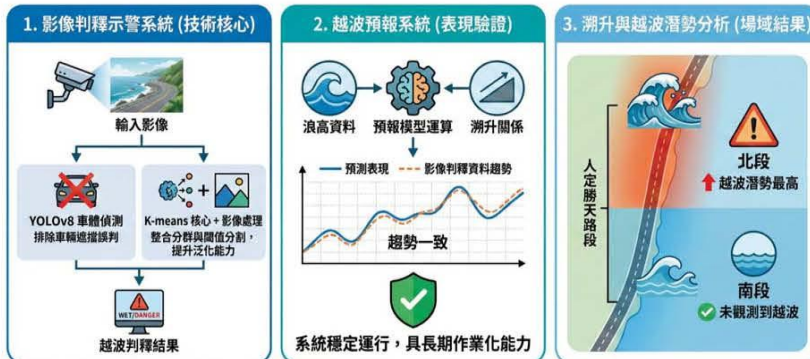 1. 影像判釋示警系統 (技術核心)
輸入影像
YOLOv8 車體偵測
排除車輛遮擋誤判
K-means 核心 + 影像處理
整合分群與閾值分割，
提升泛化能力
WET/DANGER
越波判釋結果
2. 越波預報系統 (表現驗證)
浪高資料
預報模型運算
溯升關係
預測表現
影像判釋資料趨勢
趨勢一致
系統穩定運行，具長期作業化能力
3. 溯升與越波潛勢分析 (場域結果)
人定勝天路段
北段
越波潛勢最高
南段
未觀測到越波